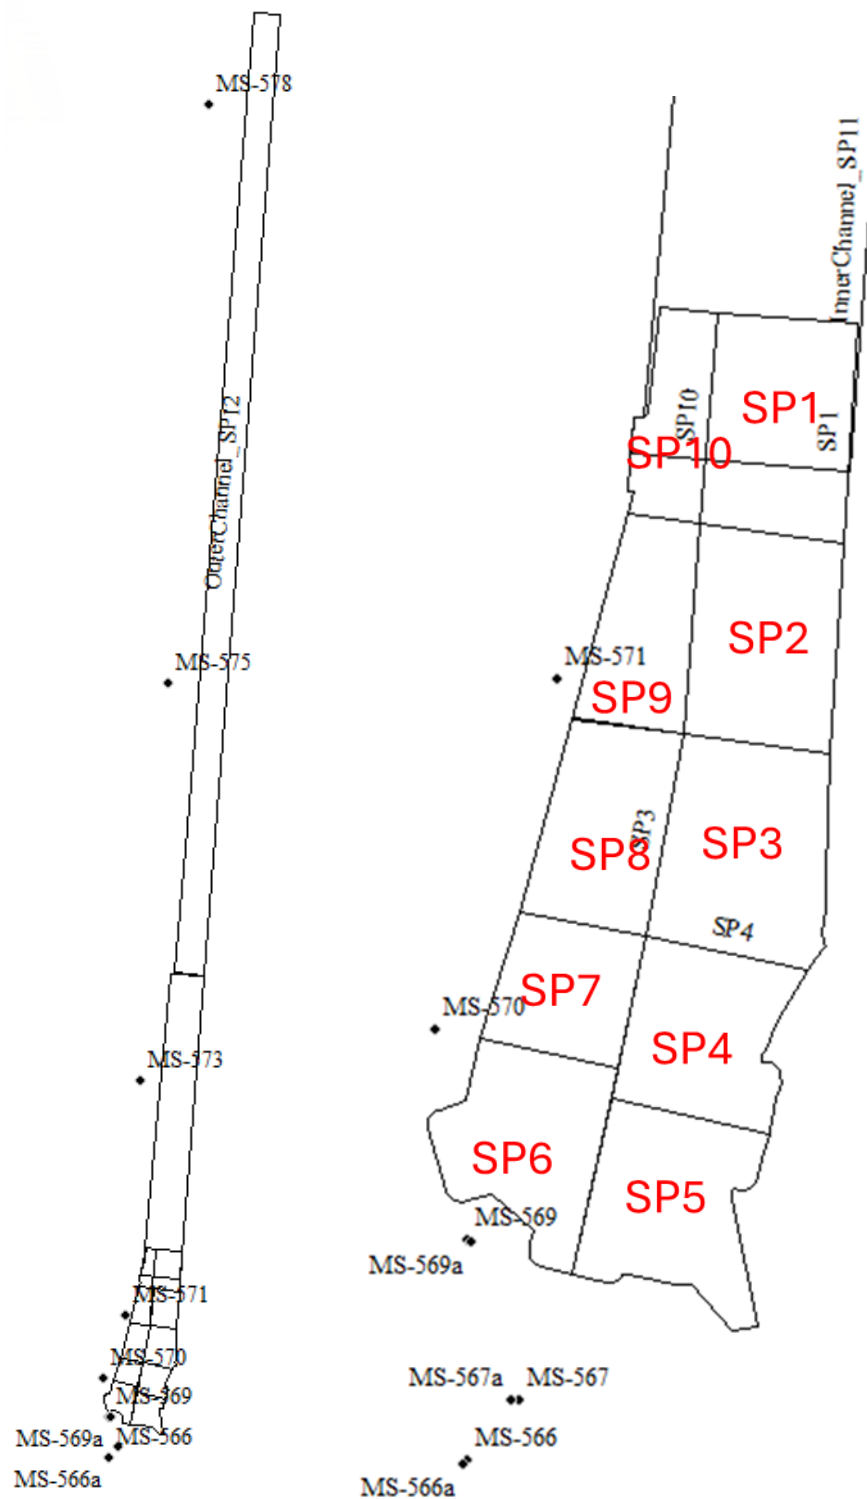 MS-578
OuterChannel_SP12
MS-575
MS-573
MS-571
MS-570
MS-569
MS-569a
MS-566
MS-566a
InnerChannel_SP11
SP10
SP1
SP1
SP10
SP2
MS-571
SP9
SP3
SP8
SP3
SP4
SP7
MS-570
SP4
SP6
SP5
MS-569
MS-569a
MS-567a
MS-567
MS-566
MS-566a